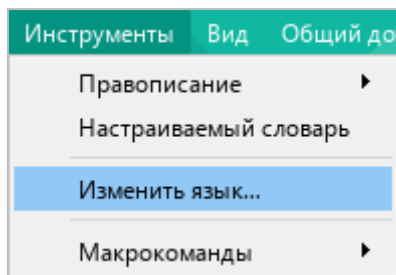 Инструменты Вид Общий до
Правописание
Настраиваемый словарь
Изменить язык...
Макрокоманды